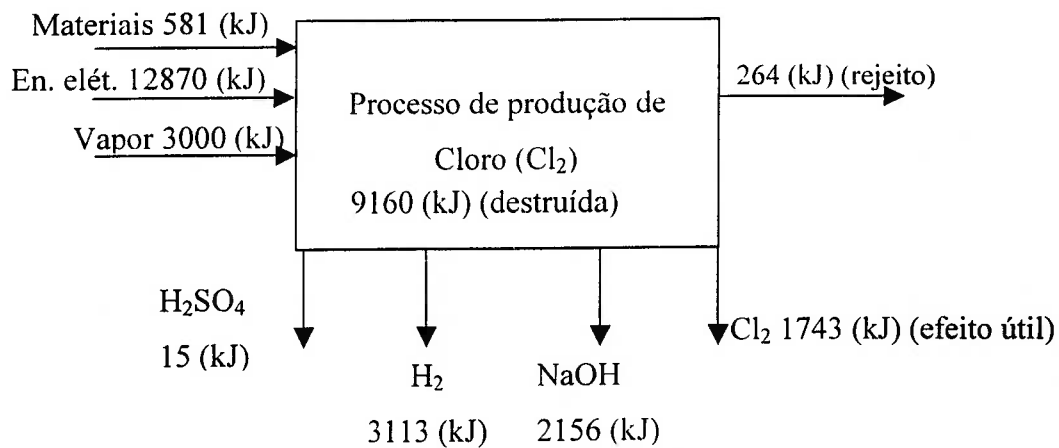 Materiais 581 (kJ)
En. elét. 12870 (kJ)
Vapor 3000 (kJ)
Processo de produção de
Cloro (Cl₂)
9160 (kJ) (destruída)
264 (kJ) (rejeito)
H₂SO₄
15 (kJ)
H₂
3113 (kJ)
NaOH
2156 (kJ)
Cl₂ 1743 (kJ) (efeito útil)